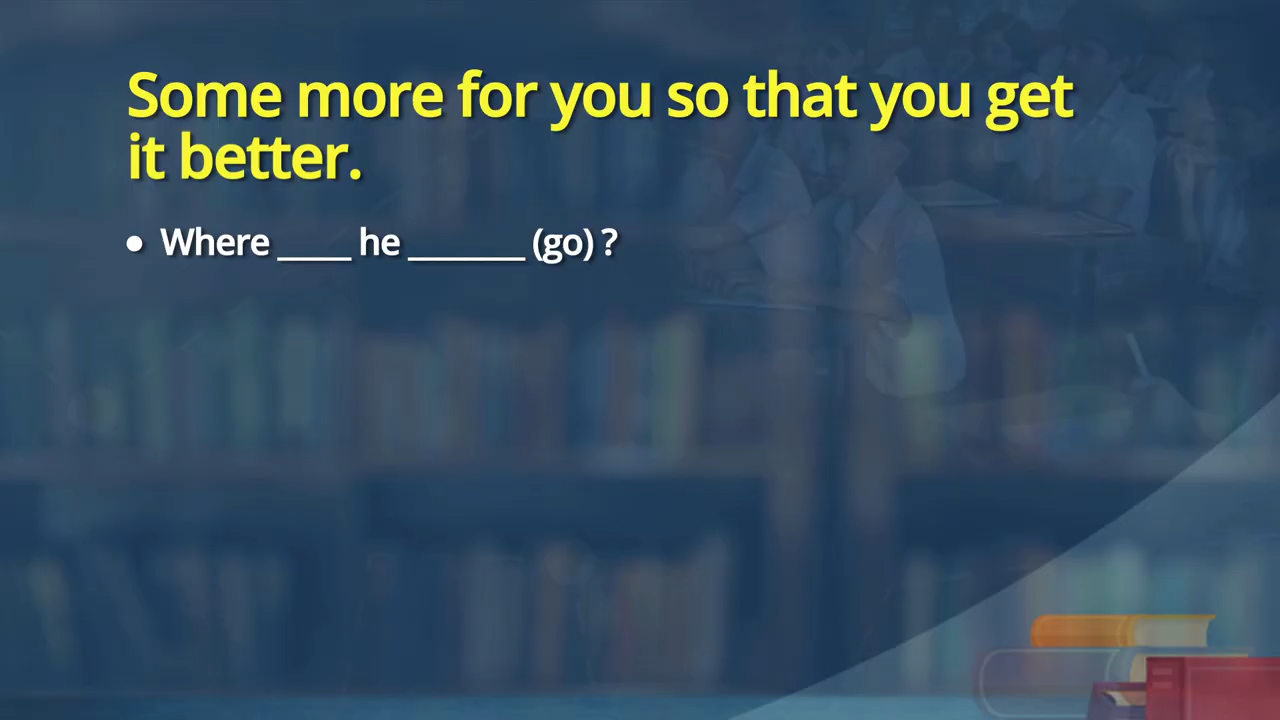 Some more for you so that you get
it better.
● Where _____ he ________ (go) ?